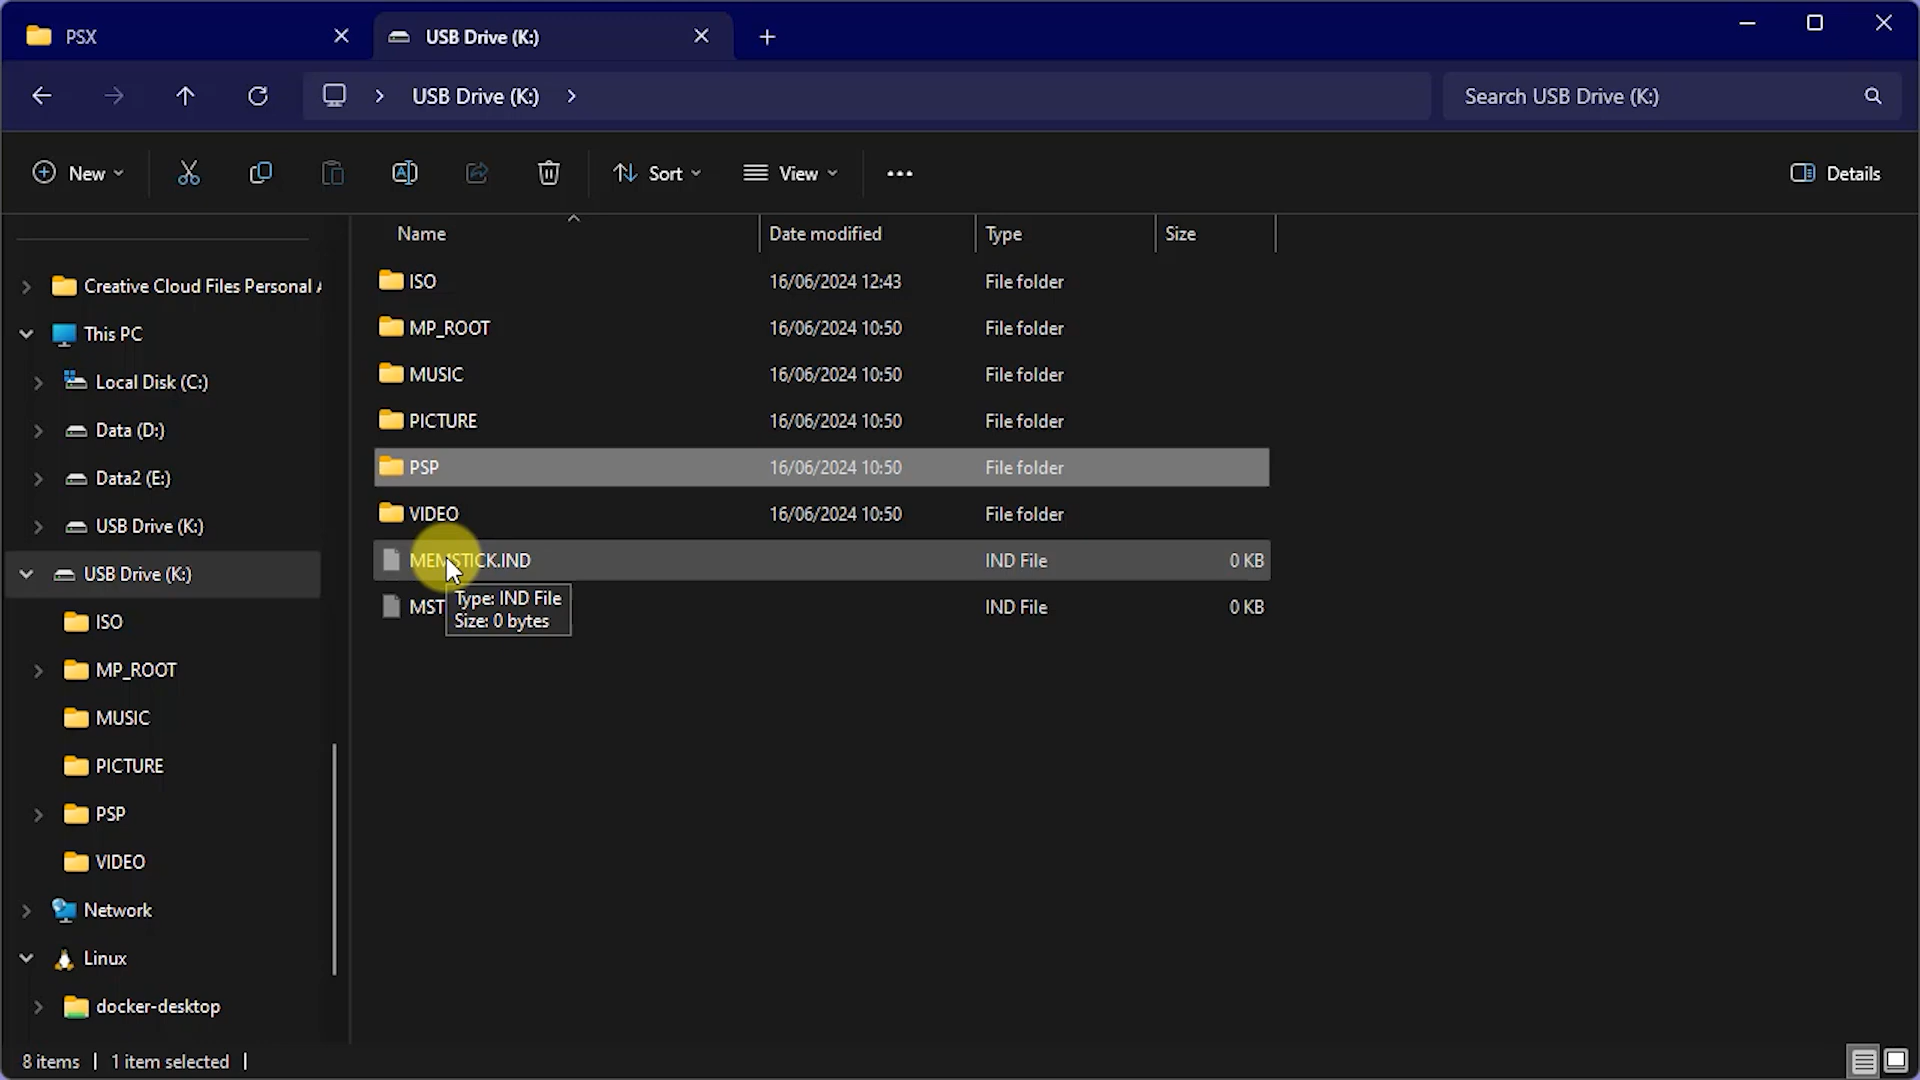 PSX
USB Drive (K:)
USB Drive (K:)
Search USB Drive (K:)
New
Sort
View
Details
Name
Date modified
Type
Size
ISO 16/06/2024 12:43 File folder
MP_ROOT 16/06/2024 10:50 File folder
MUSIC 16/06/2024 10:50 File folder
PICTURE 16/06/2024 10:50 File folder
PSP 16/06/2024 10:50 File folder
VIDEO 16/06/2024 10:50 File folder
MEMSTICK.IND IND File 0 KB
MST IND File 0 KB
Type: IND File
Size: 0 bytes
Creative Cloud Files Personal
This PC
Local Disk (C:)
Data (D:)
Data2 (E:)
USB Drive (K:)
USB Drive (K:)
ISO
MP_ROOT
MUSIC
PICTURE
PSP
VIDEO
Network
Linux
docker-desktop
8 items
1 item selected